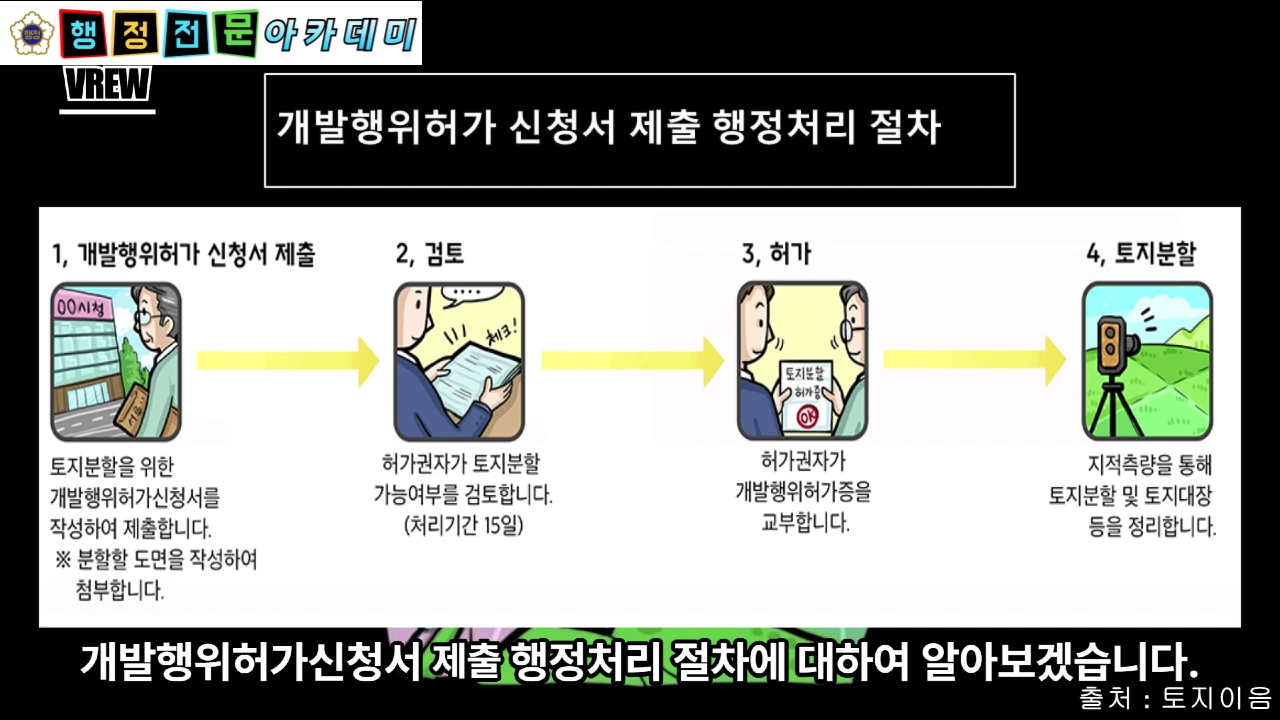 행정
행정전문아카데미
VREW
개발행위허가 신청서 제출 행정처리 절차
1, 개발행위허가 신청서 제출
2, 검토
3, 허가
4, 토지분할
OO시청
체크!
토지분할
허가증
OK
토지분할을 위한
개발행위허가신청서를
작성하여 제출합니다.
※ 분할할 도면을 작성하여
첨부합니다.
허가권자가 토지분할
가능여부를 검토합니다.
(처리기간 15일)
허가권자가
개발행위허가증을
교부합니다.
지적측량을 통해
토지분할 및 토지대장
등을 정리합니다.
개발행위허가신청서 제출 행정처리 절차에 대하여 알아보겠습니다.
출처 : 토지이음